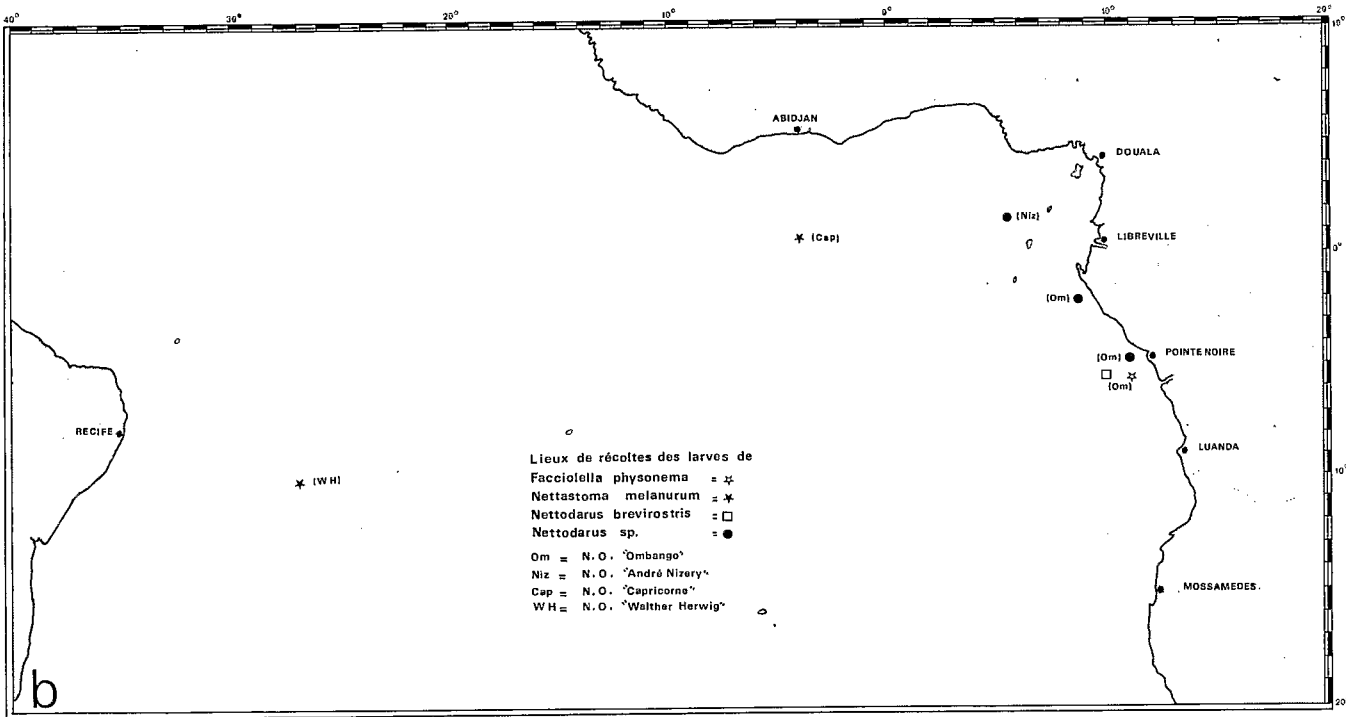 40° 30° 20° 10° 0° 10° 20°
10°
ABIDJAN
DOUALA
(Niz)
(Cap)
LIBREVILLE
0°
(Om)
(Om)
POINTE NOIRE
(Om)
RECIFE
LUANDA
(WH)
10°
Lieux de récoltes des larves de
Facciolella physonema = ☆
Nettastoma melanurum = ★
Nettodarus brevirostris = □
Nettodarus sp. = ●
Om = N.O. "Ombango"
Niz = N.O. "André Nizery"
Cap = N.O. "Capricorne"
WH = N.O. "Walther Herwig"
MOSSAMEDES
b
20